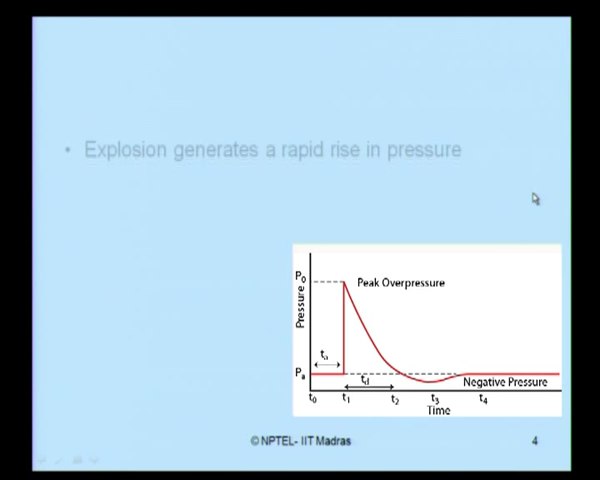 • Explosion generates a rapid rise in pressure
P0
Peak Overpressure
Pressure
ta
Pa
td
Negative Pressure
t0 t1 t2 t3 t4
Time
© NPTEL- IIT Madras 4